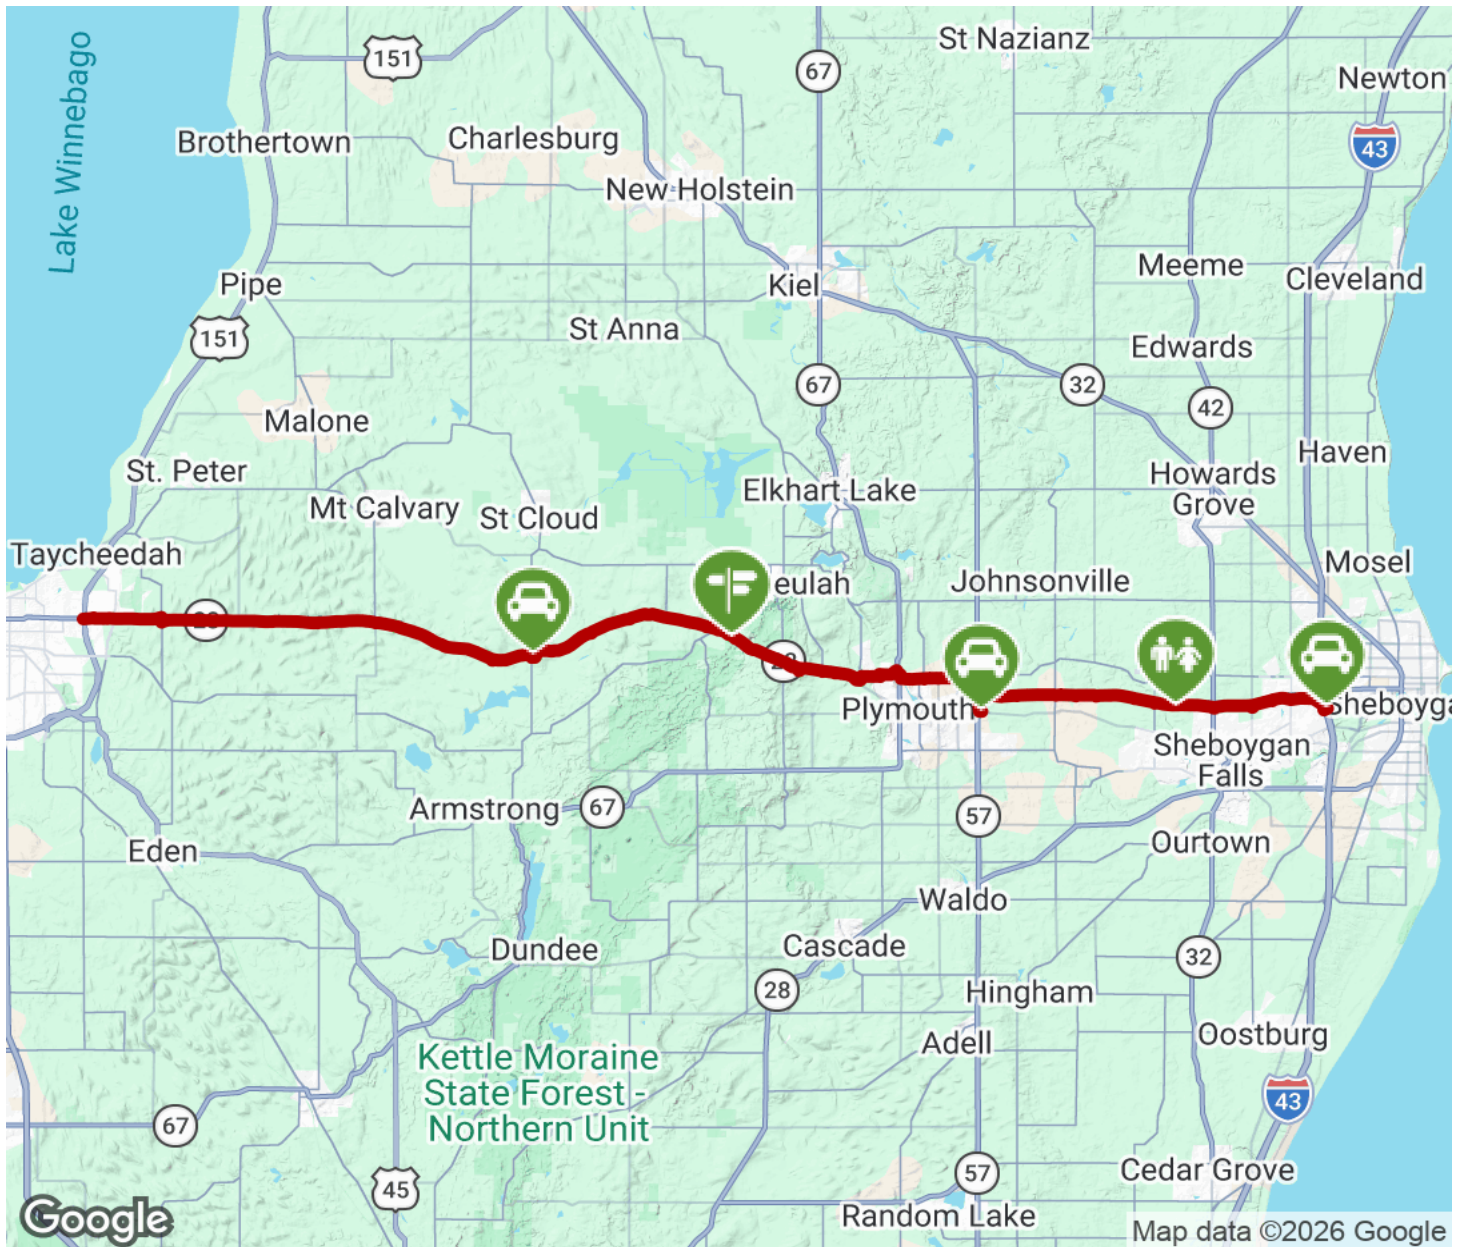 St Nazianz
151
67
Newton
Lake Winnebago
Brothertown
Charlesburg
43
New Holstein
Meeme
Pipe
Kiel
Cleveland
151
St Anna
Edwards
67
32
42
Malone
Haven
St. Peter
Howards
Grove
Elkhart Lake
Mt Calvary
St Cloud
Taycheedah
Mosel
eulah
Johnsonville
23
23
Plymouth
Sheboyga
Sheboygan
Falls
Armstrong
67
57
Eden
Ourtown
Waldo
Cascade
Dundee
32
28
Hingham
Oostburg
Adell
Kettle Moraine
State Forest -
Northern Unit
43
67
Cedar Grove
57
45
Random Lake
Google
Map data ©2026 Google